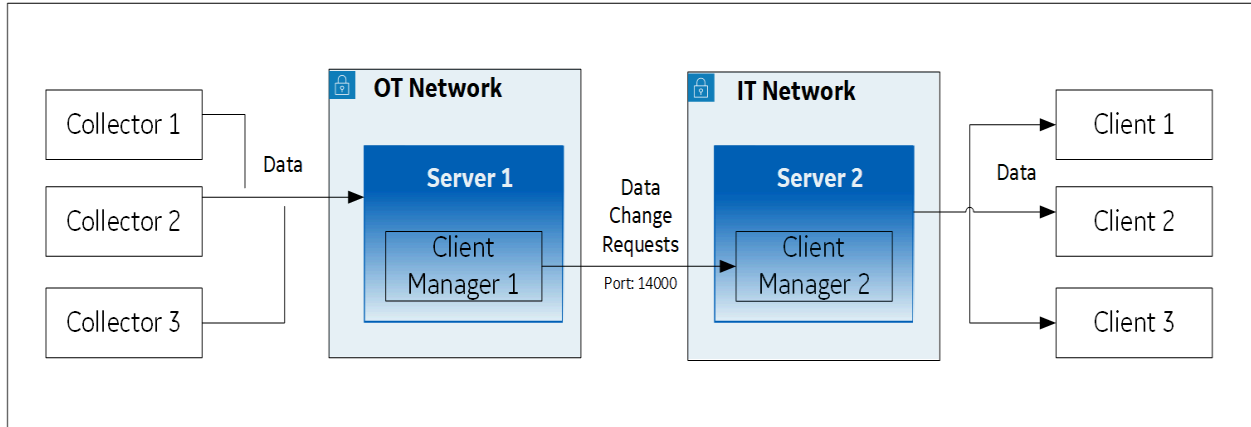 OT Network
IT Network
Collector 1
Collector 2
Collector 3
Data
Server 1
Client
Manager 1
Data
Change
Requests
Port: 14000
Server 2
Client
Manager 2
Data
Client 1
Client 2
Client 3